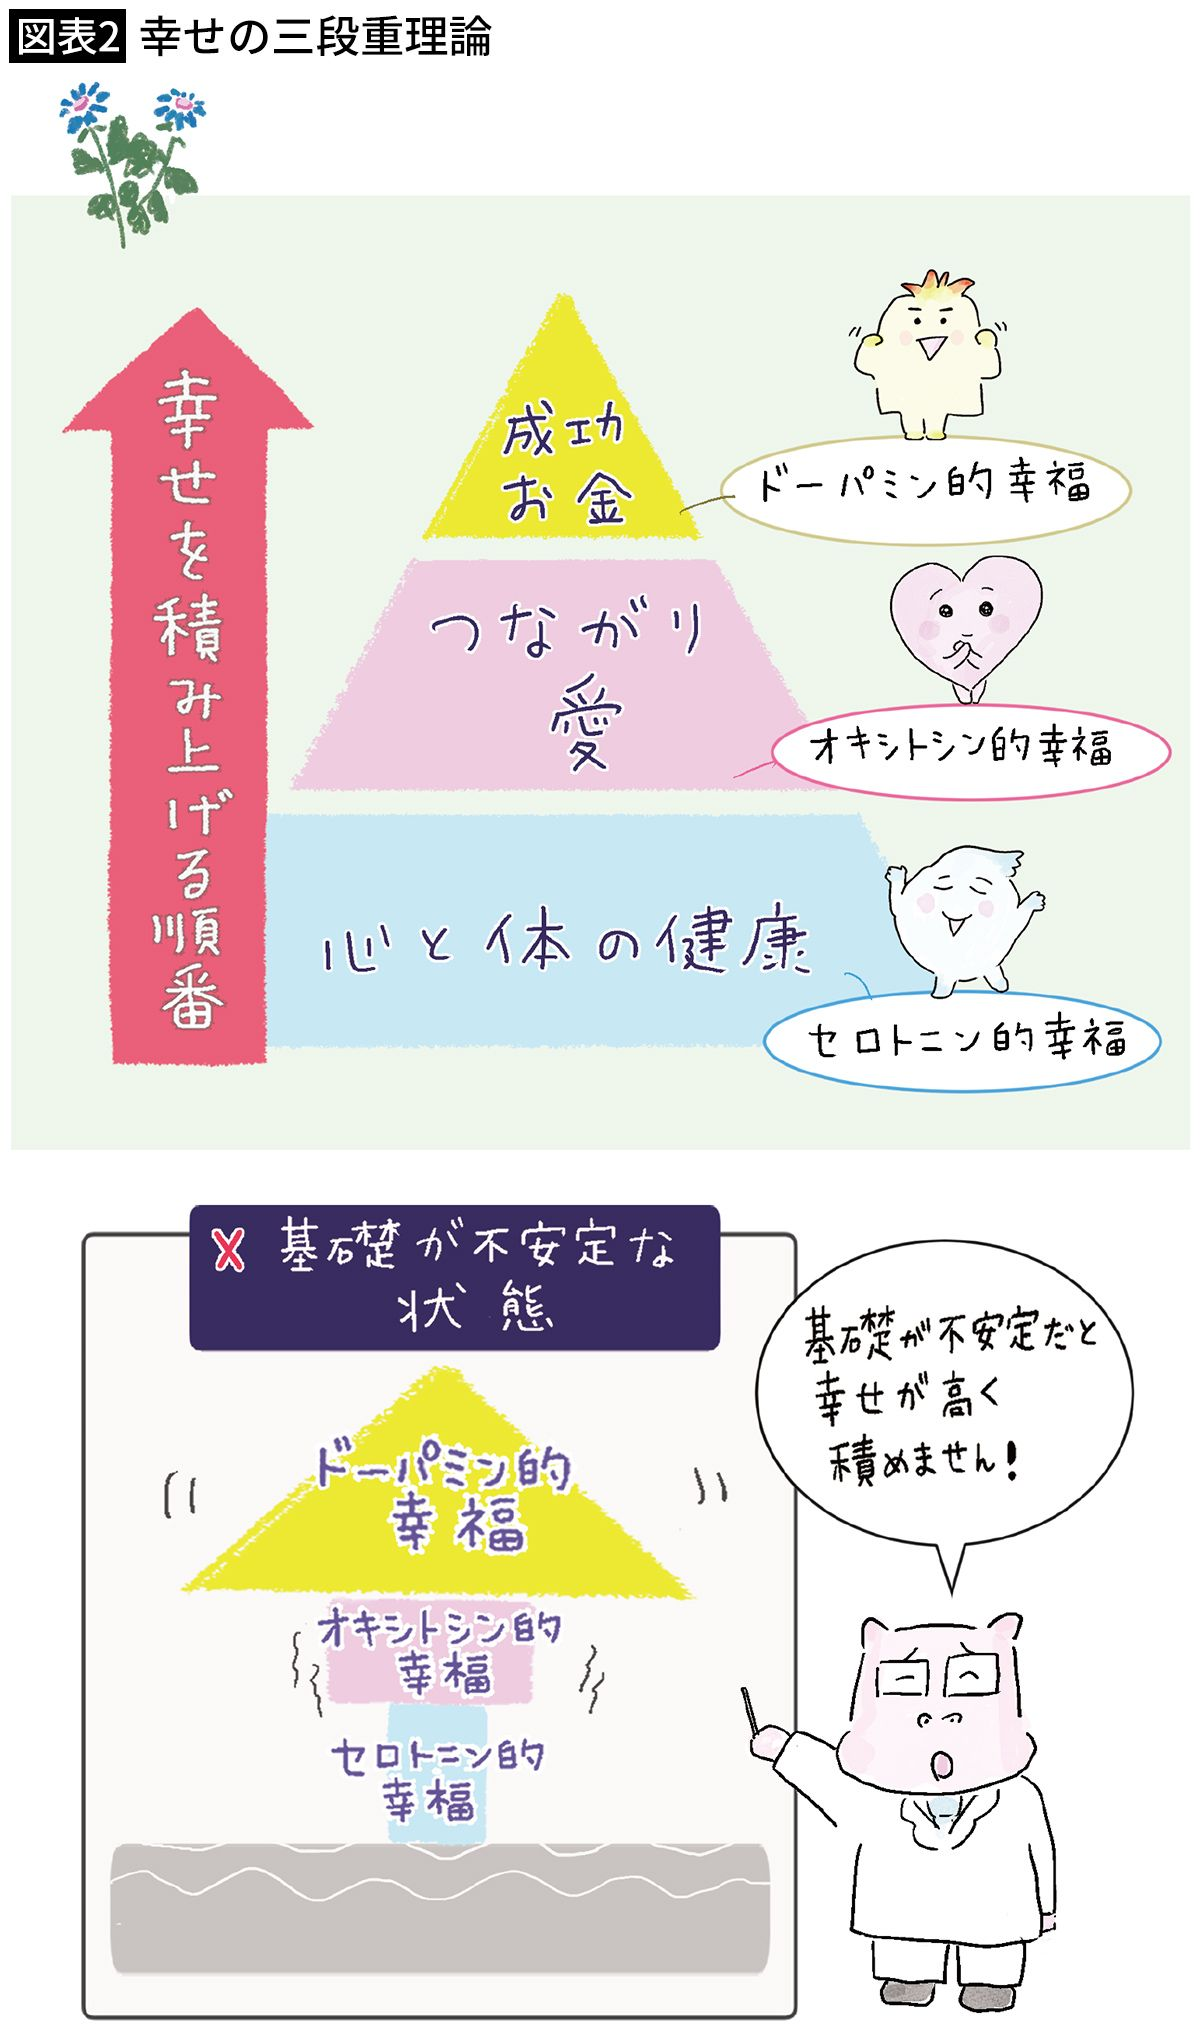 図表2 幸せの三段重理論
幸せを積み上げる順番
成功
お金
ドーパミン的幸福
つながり
愛
オキシトシン的幸福
心と体の健康
セロトニン的幸福
X 基礎が不安定な
状態
ドーパミン的
幸福
オキシトシン的
幸福
セロトニン的
幸福
基礎が不安定だと
幸せが高く
積めません!